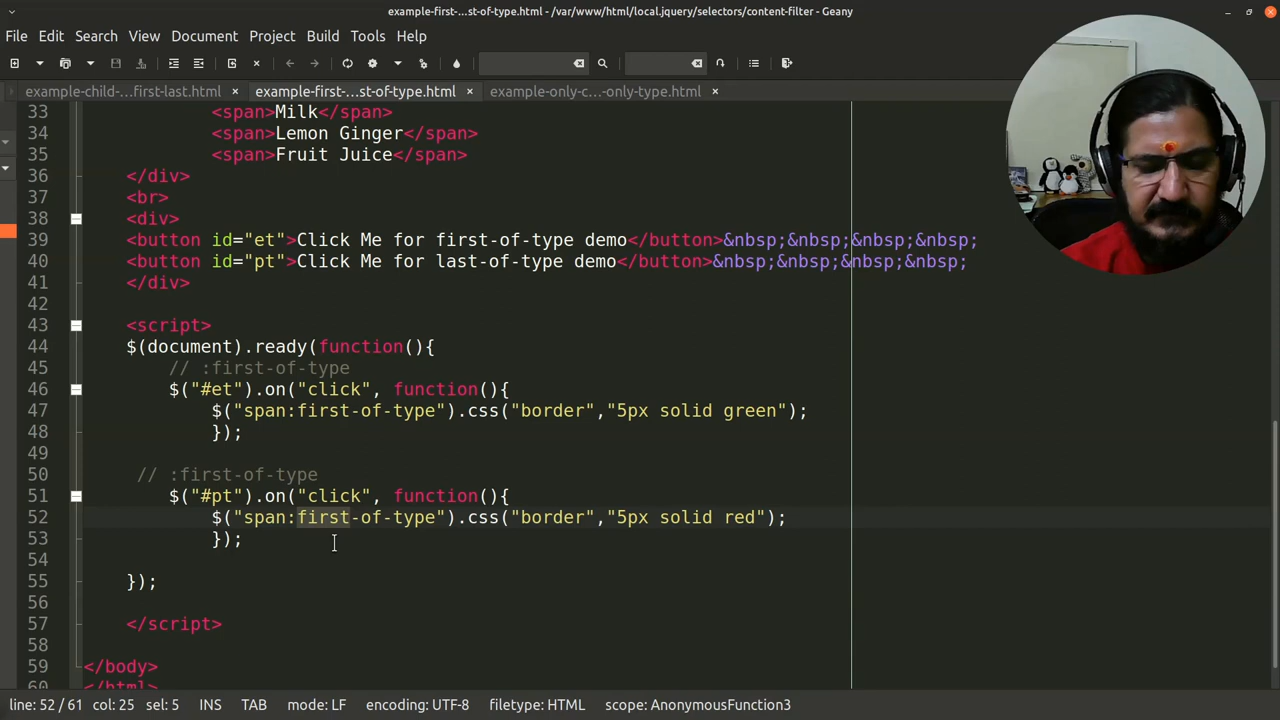 example-first-...st-of-type.html - /var/www/html/local.jquery/selectors/content-filter - Geany
File Edit Search View Document Project Build Tools Help
example-child-...first-last.html × example-first-...st-of-type.html × example-only-c...-only-type.html ×
33 <span>Milk</span>
34 <span>Lemon Ginger</span>
35 <span>Fruit Juice</span>
36 </div>
37 <br>
38 <div>
39 <button id="et">Click Me for first-of-type demo</button>&nbsp;&nbsp;&nbsp;&nbsp;
40 <button id="pt">Click Me for last-of-type demo</button>&nbsp;&nbsp;&nbsp;&nbsp;
41 </div>
42
43 <script>
44 $(document).ready(function(){
45 // :first-of-type
46 $("#et").on("click", function(){
47 $("span:first-of-type").css("border","5px solid green");
48 });
49
50 // :first-of-type
51 $("#pt").on("click", function(){
52 $("span:first-of-type").css("border","5px solid red");
53 });
54
55 });
56
57 </script>
58
59 </body>
60 </html>
line: 52 / 61 col: 25 sel: 5 INS TAB mode: LF encoding: UTF-8 filetype: HTML scope: AnonymousFunction3